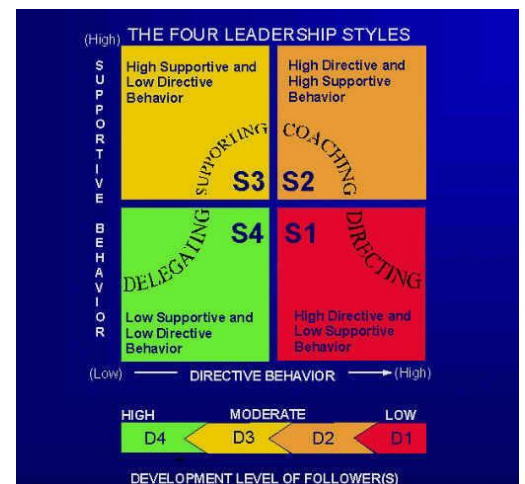 THE FOUR LEADERSHIP STYLES
(High)
SUPPORTIVE BEHAVIOR
High Supportive and
Low Directive
Behavior
SUPPORTING
S3
High Directive and
High Supportive
Behavior
COACHING
S2
DELEGATING
S4
Low Supportive and
Low Directive
Behavior
S1
DIRECTING
High Directive and
Low Supportive
Behavior
(Low)
DIRECTIVE BEHAVIOR
(High)
HIGH MODERATE LOW
D4 D3 D2 D1
DEVELOPMENT LEVEL OF FOLLOWER(S)